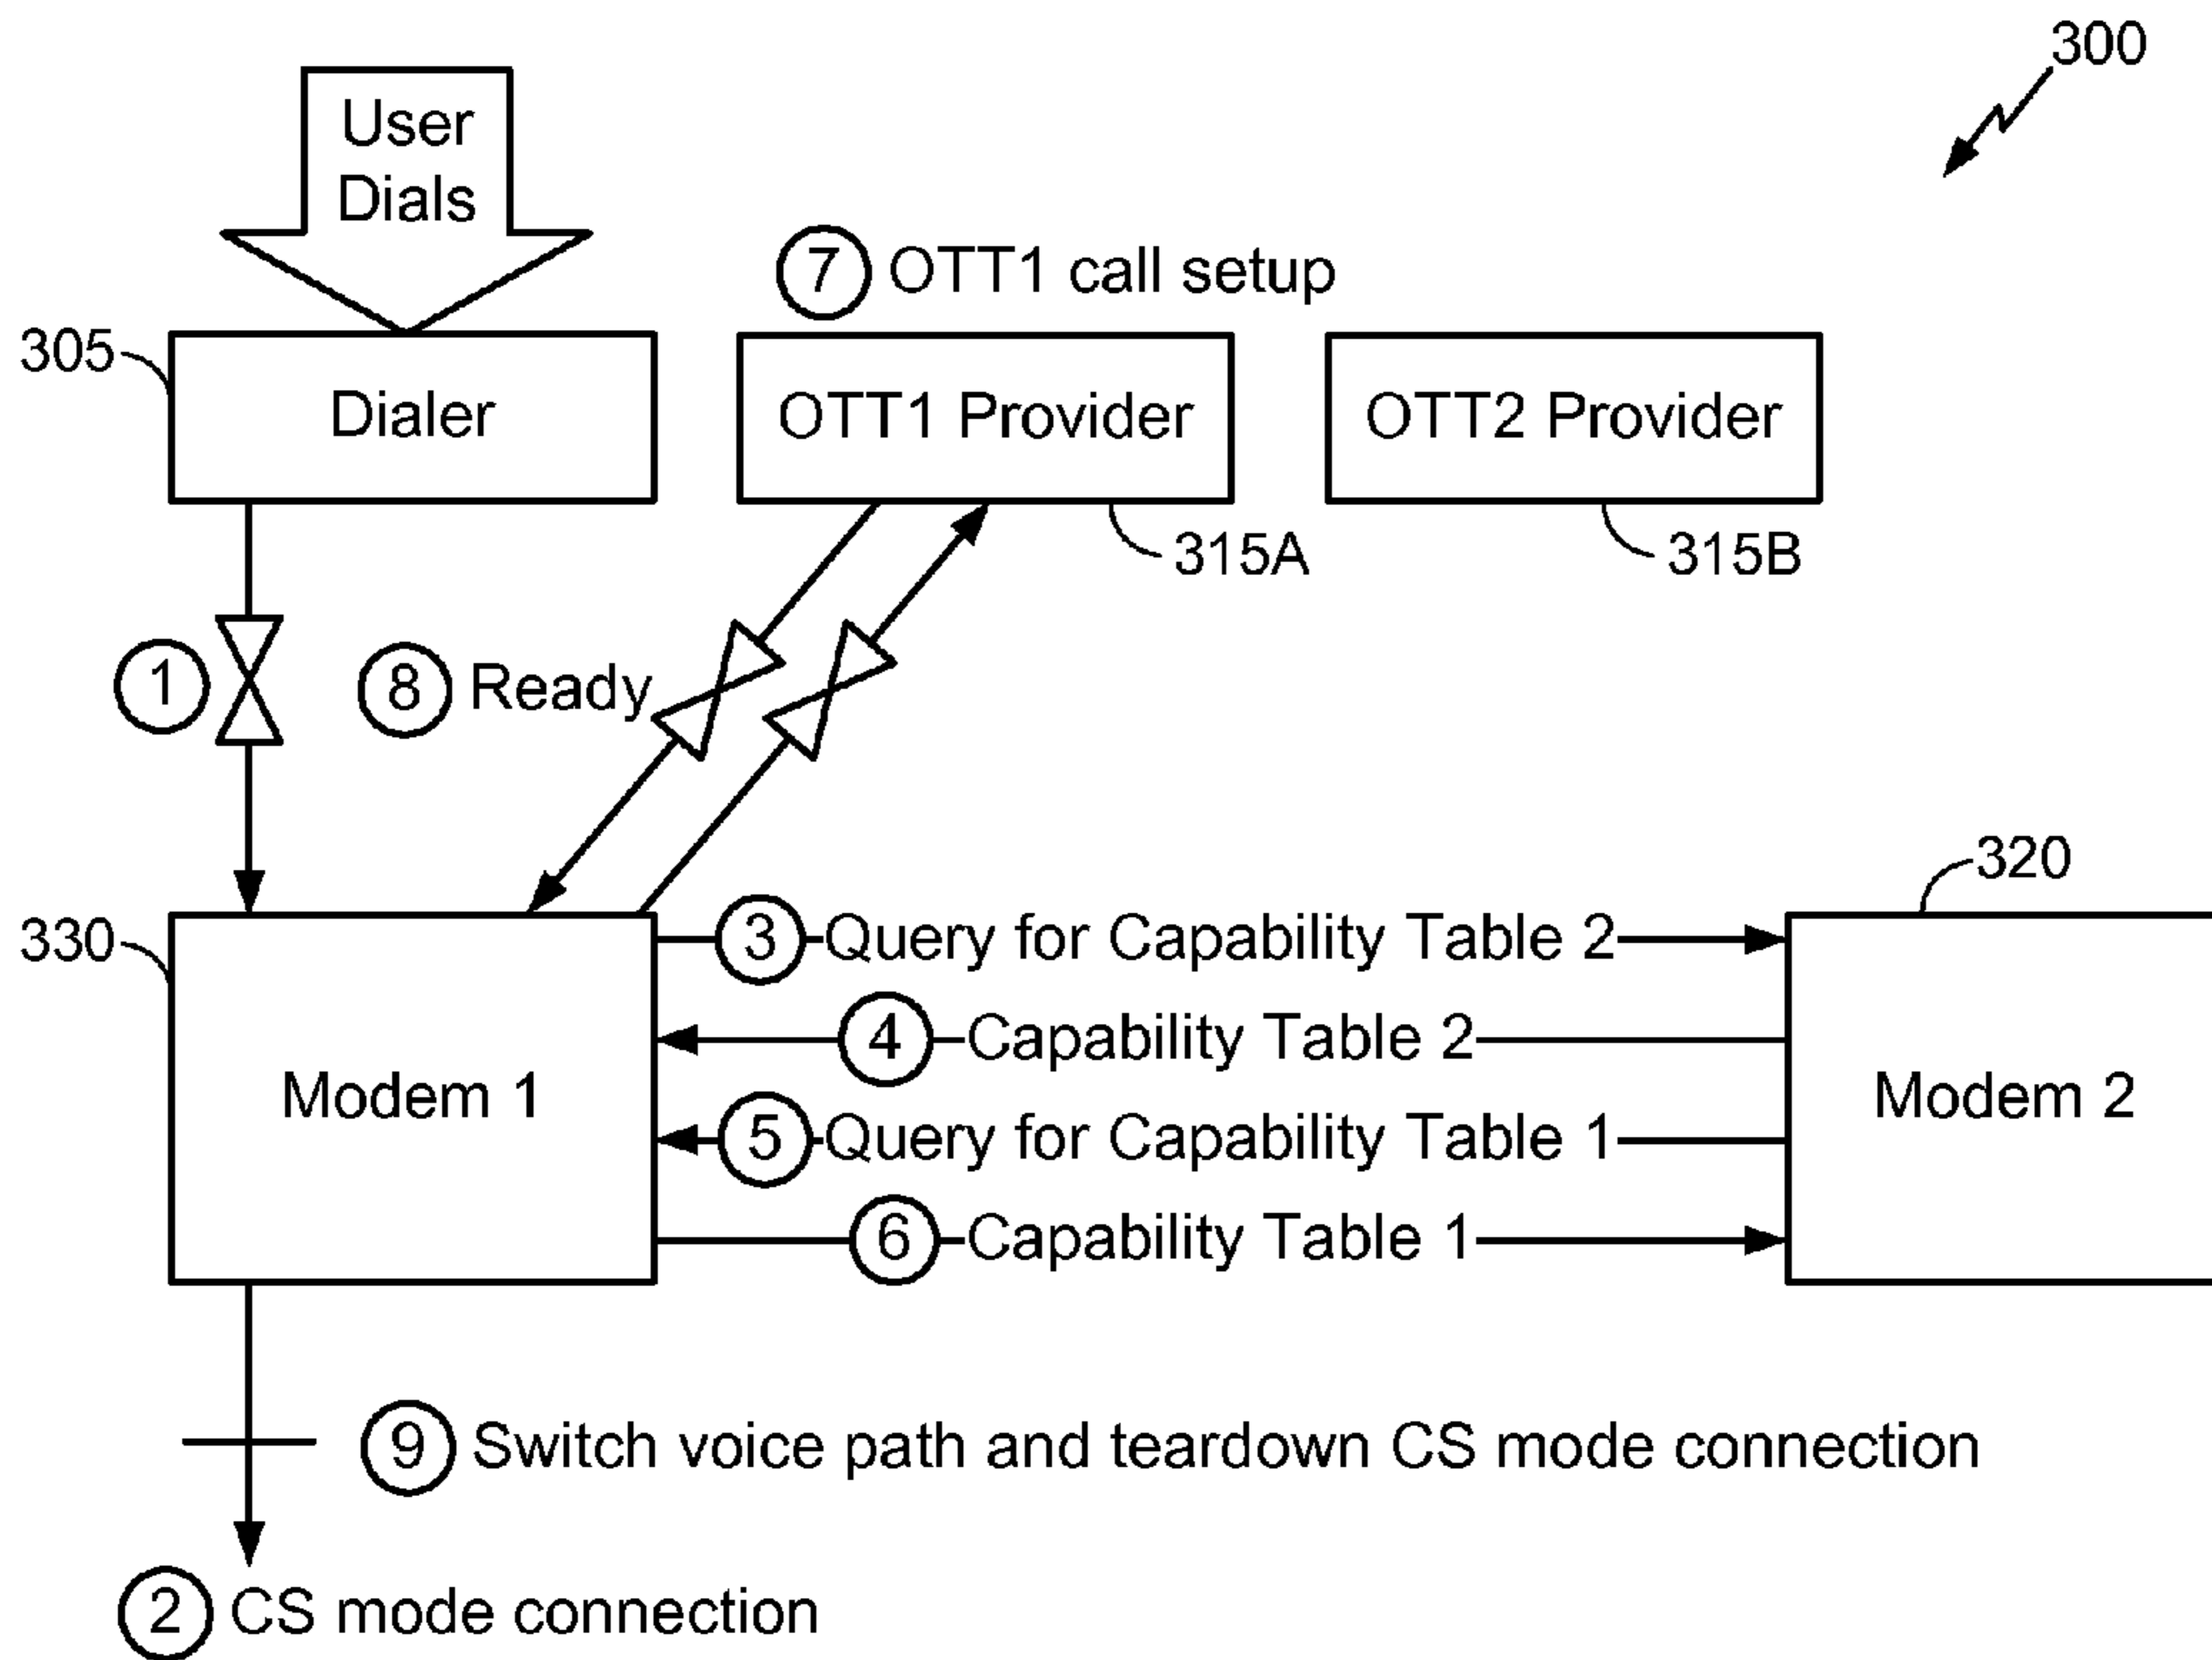 300
User
Dials
7 OTT1 call setup
305
Dialer
OTT1 Provider
OTT2 Provider
315A
315B
1
8 Ready
320
330
3 Query for Capability Table 2
4 Capability Table 2
Modem 1
Modem 2
5 Query for Capability Table 1
6 Capability Table 1
9 Switch voice path and teardown CS mode connection
2 CS mode connection